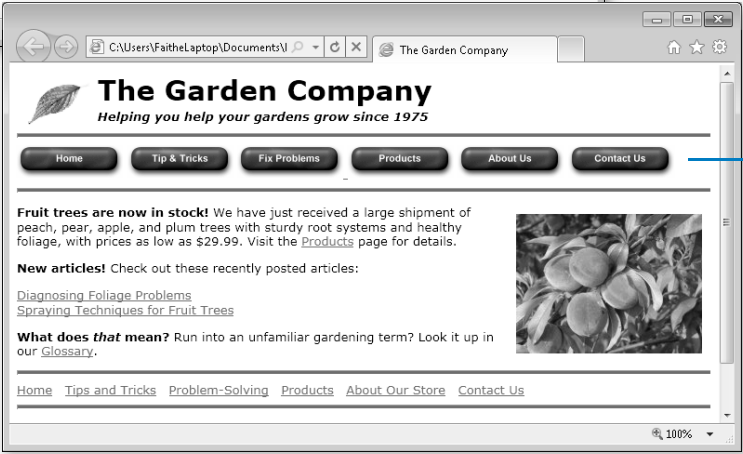 C:\Users\FaitheLaptop\Documents\I
The Garden Company
The Garden Company
Helping you help your gardens grow since 1975
Home Tip & Tricks Fix Problems Products About Us Contact Us
Fruit trees are now in stock! We have just received a large shipment of
peach, pear, apple, and plum trees with sturdy root systems and healthy
foliage, with prices as low as $29.99. Visit the Products page for details.
New articles! Check out these recently posted articles:
Diagnosing Foliage Problems
Spraying Techniques for Fruit Trees
What does that mean? Run into an unfamiliar gardening term? Look it up in
our Glossary.
Home Tips and Tricks Problem-Solving Products About Our Store Contact Us
100%